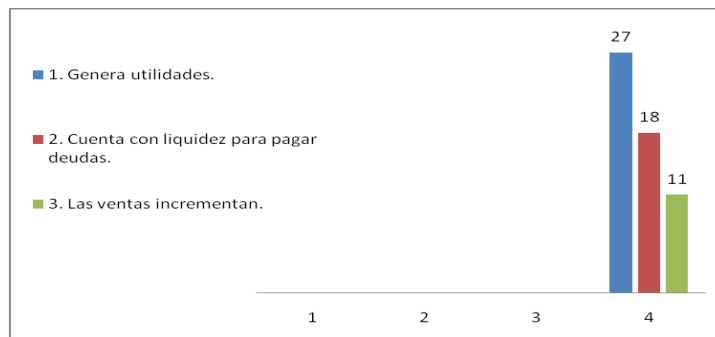 27
1. Genera utilidades.
18
2. Cuenta con liquidez para pagar
deudas.
11
3. Las ventas incrementan.
1 2 3 4